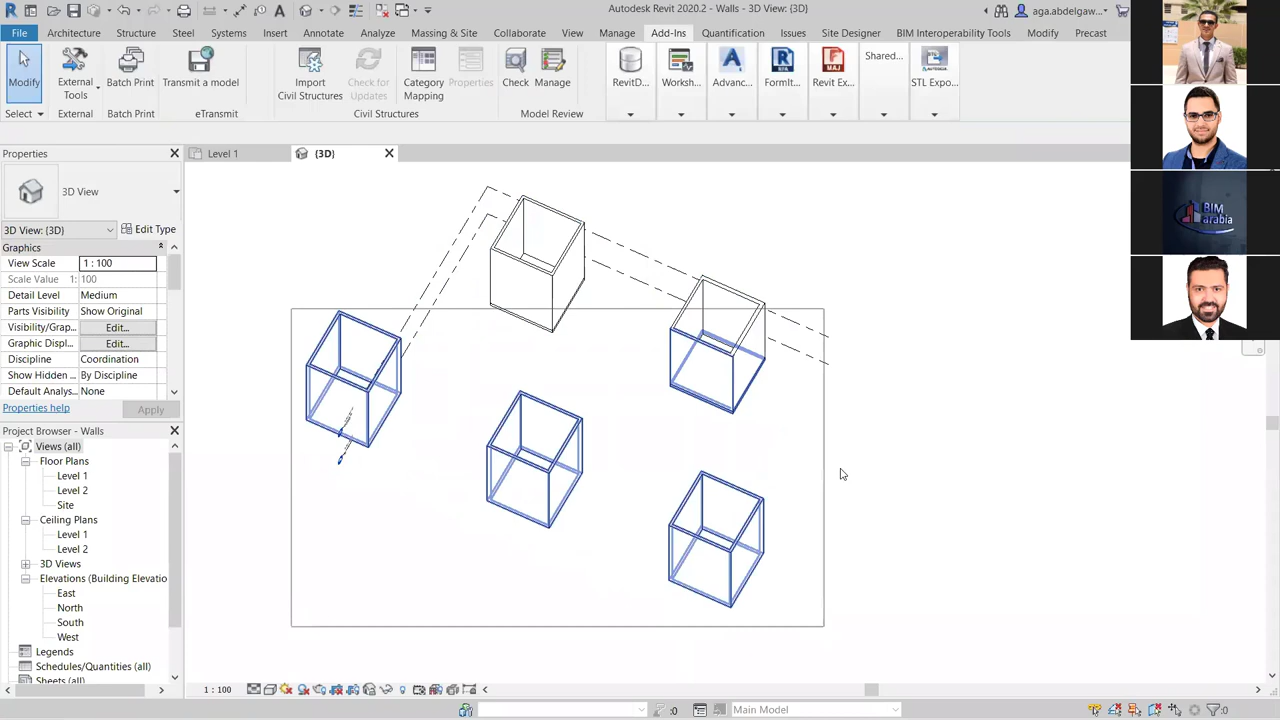 Autodesk Revit 2020.2 - Walls - 3D View: {3D}
aga.abdelgaw...
File Architecture Structure Steel Systems Insert Annotate Analyze Massing & Site Collaborate View Manage Add-Ins Quantification Issues Site Designer BIM Interoperability Tools Modify Precast
Modify
External Tools
Batch Print
Transmit a model
Import Civil Structures
Check for Updates
Category Mapping
Properties
Check
Manage
RevitD...
Worksh...
Advanc...
FormIt...
Revit Ex...
Shared...
STL Expo...
Select External Batch Print eTransmit Civil Structures Model Review
Properties
Level 1
{3D}
3D View
3D View: {3D} Edit Type
Graphics
View Scale 1 : 100
Scale Value 1: 100
Detail Level Medium
Parts Visibility Show Original
Visibility/Grap... Edit...
Graphic Displ... Edit...
Discipline Coordination
Show Hidden ... By Discipline
Default Analys... None
Properties help Apply
Project Browser - Walls
Views (all)
Floor Plans
Level 1
Level 2
Site
Ceiling Plans
Level 1
Level 2
3D Views
Elevations (Building Elevatio
East
North
South
West
Legends
Schedules/Quantities (all)
Sheets (all)
1 : 100
:0
Main Model
:0
BIM
arabia